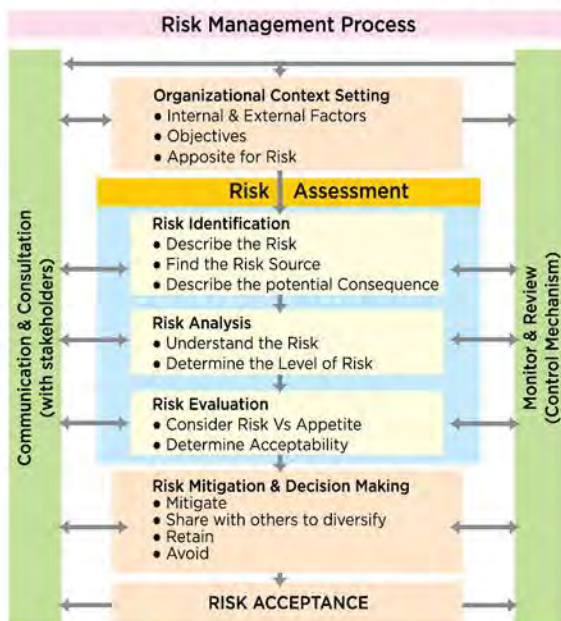 Risk Management Process
Communication & Consultation
(with stakeholders)
Organizational Context Setting
● Internal & External Factors
● Objectives
● Apposite for Risk
Risk Assessment
Risk Identification
● Describe the Risk
● Find the Risk Source
● Describe the potential Consequence
Risk Analysis
● Understand the Risk
● Determine the Level of Risk
Risk Evaluation
● Consider Risk Vs Appetite
● Determine Acceptability
Risk Mitigation & Decision Making
● Mitigate
● Share with others to diversify
● Retain
● Avoid
RISK ACCEPTANCE
Monitor & Review
(Control Mechanism)